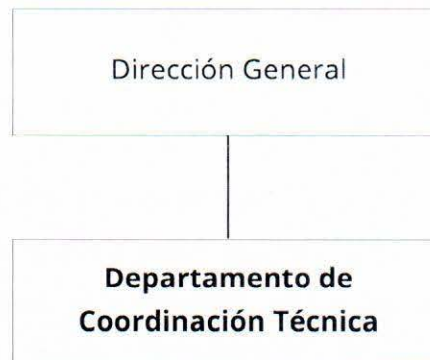 Dirección General
Departamento de
Coordinación Técnica